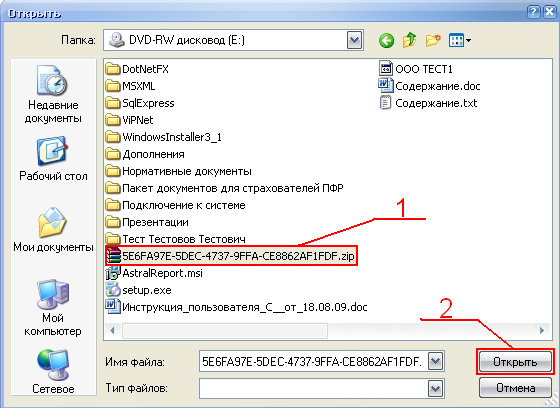 Открыть
Папка: DVD-RW дисковод (E:)
Недавние документы
Рабочий стол
Мои документы
Мой компьютер
Сетевое
DotNetFX
MSXML
SqlExpress
ViPNet
WindowsInstaller3_1
Дополнения
Нормативные документы
Пакет документов для страхователей ПФР
Подключение к системе
Презентации
Тест Тестовов Тестович
5E6FA97E-5DEC-4737-9FFA-CE8862AF1FDF.zip
AstralReport.msi
setup.exe
Инструкция_пользователя_С__от_18.08.09.doc
ООО ТЕСТ1
Содержание.doc
Содержание.txt
1
2
Имя файла: 5E6FA97E-5DEC-4737-9FFA-CE8862AF1FDF. Открыть
Тип файлов: Отмена